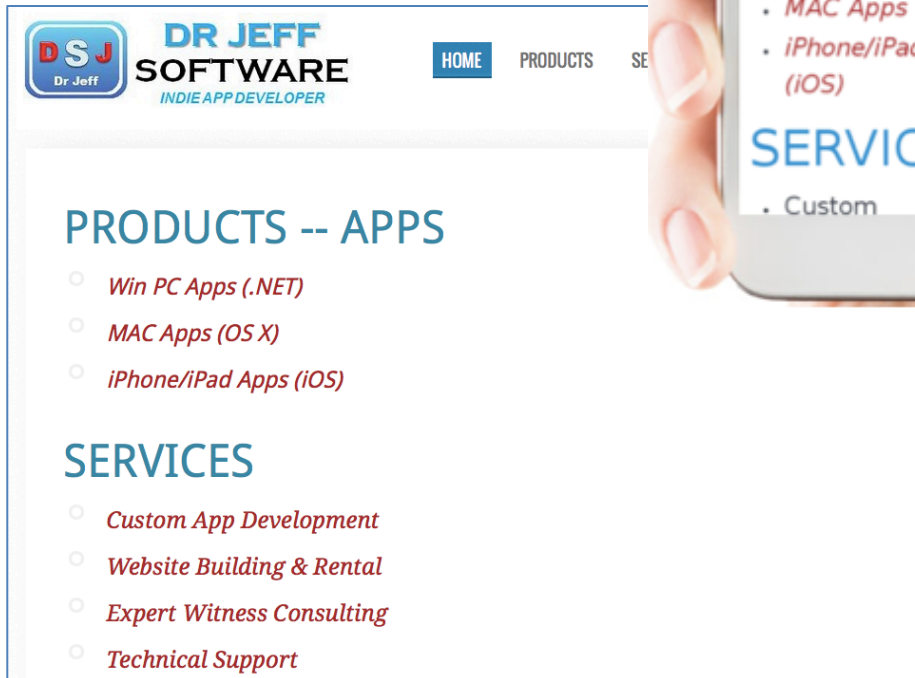 DSJ
Dr Jeff
DR JEFF
SOFTWARE
INDIE APP DEVELOPER
HOME PRODUCTS SE
PRODUCTS -- APPS
Win PC Apps (.NET)
MAC Apps (OS X)
iPhone/iPad Apps (iOS)
SERVICES
Custom App Development
Website Building & Rental
Expert Witness Consulting
Technical Support
MAC Apps
iPhone/iPad
(iOS)
SERVIC
Custom